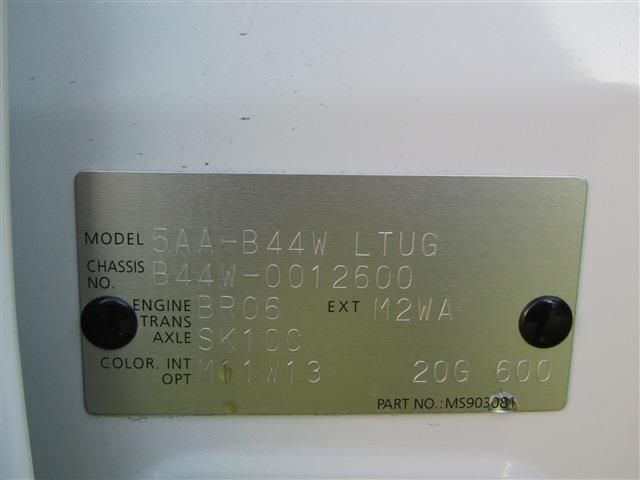 MODEL 5AA-B44W LTUG
CHASSIS NO. B44W-0012600
ENGINE BR06 EXT M2WA
TRANS AXLE SK10C
COLOR. INT OPT M11W13 20G 600
PART NO.:MS903081